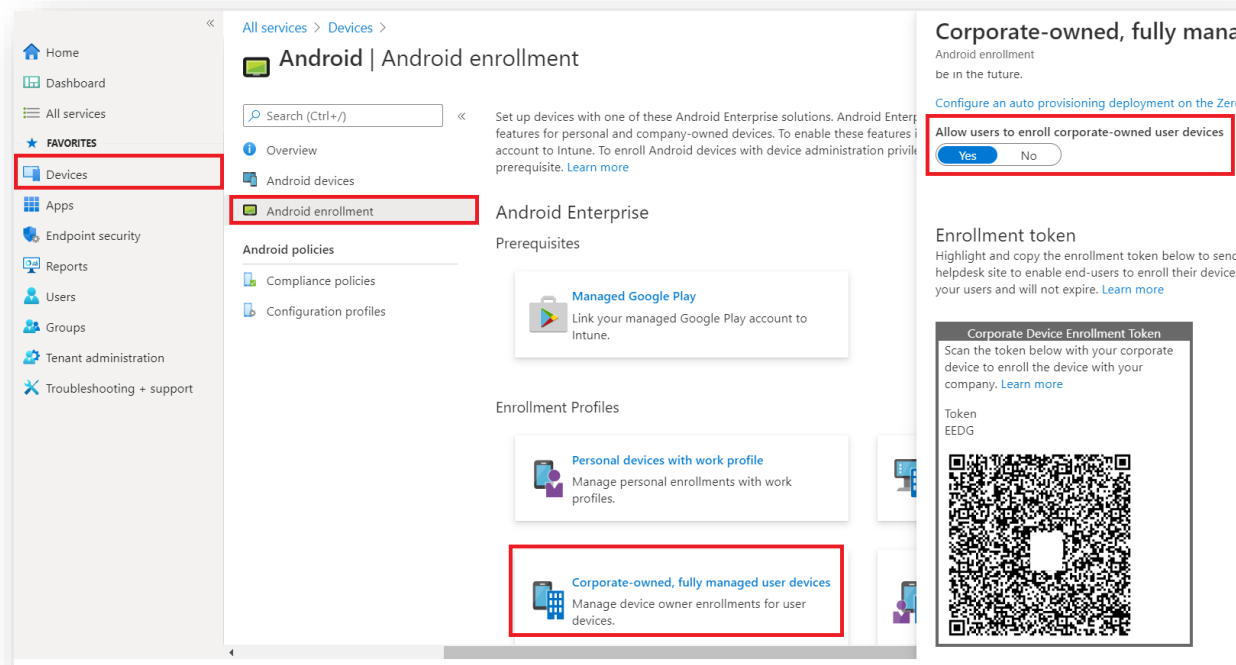 «
Home
Dashboard
All services
FAVORITES
Devices
Apps
Endpoint security
Reports
Users
Groups
Tenant administration
Troubleshooting + support
All services > Devices >
Android | Android enrollment
Search (Ctrl+/)
«
Overview
Android devices
Android enrollment
Android policies
Compliance policies
Configuration profiles
Set up devices with one of these Android Enterprise solutions. Android Enterp
features for personal and company-owned devices. To enable these features i
account to Intune. To enroll Android devices with device administration privile
prerequisite. Learn more
Android Enterprise
Prerequisites
Managed Google Play
Link your managed Google Play account to
Intune.
Enrollment Profiles
Personal devices with work profile
Manage personal enrollments with work
profiles.
Corporate-owned, fully managed user devices
Manage device owner enrollments for user
devices.
Corporate-owned, fully mana
Android enrollment
be in the future.
Configure an auto provisioning deployment on the Zer
Allow users to enroll corporate-owned user devices
Yes No
Enrollment token
Highlight and copy the enrollment token below to send
helpdesk site to enable end-users to enroll their device
your users and will not expire. Learn more
Corporate Device Enrollment Token
Scan the token below with your corporate
device to enroll the device with your
company. Learn more
Token
EEDG